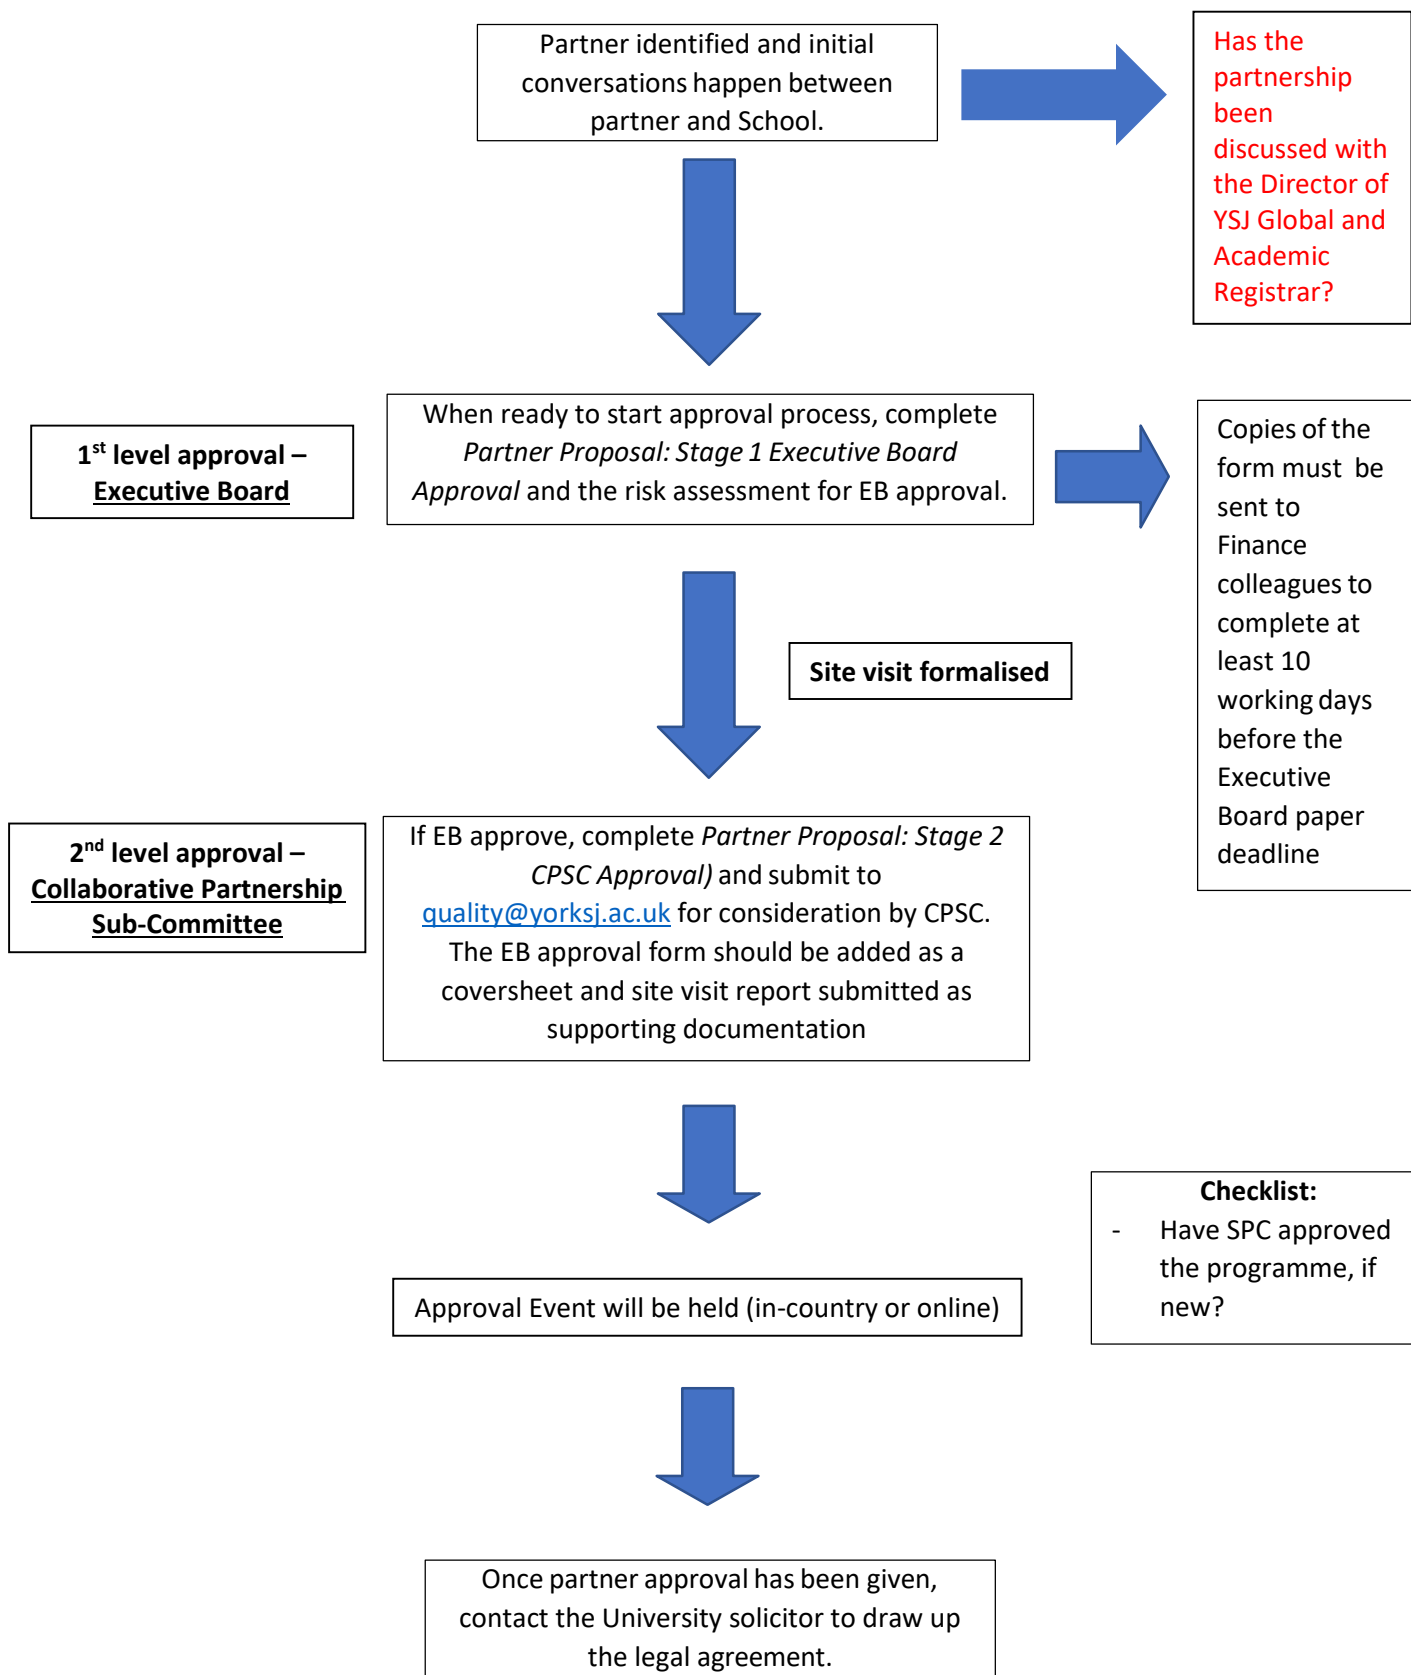 Partner identified and initial
conversations happen between
partner and School.
Has the
partnership
been
discussed with
the Director of
YSJ Global and
Academic
Registrar?
1st level approval –
Executive Board
When ready to start approval process, complete
Partner Proposal: Stage 1 Executive Board
Approval and the risk assessment for EB approval.
Copies of the
form must  be
sent to
Finance
colleagues to
complete at
least 10
working days
before the
Executive
Board paper
deadline
Site visit formalised
2nd level approval –
Collaborative Partnership
Sub-Committee
If EB approve, complete Partner Proposal: Stage 2
CPSC Approval) and submit to
quality@yorksj.ac.uk for consideration by CPSC.
The EB approval form should be added as a
coversheet and site visit report submitted as
supporting documentation
Checklist:
- Have SPC approved
the programme, if
new?
Approval Event will be held (in-country or online)
Once partner approval has been given,
contact the University solicitor to draw up
the legal agreement.